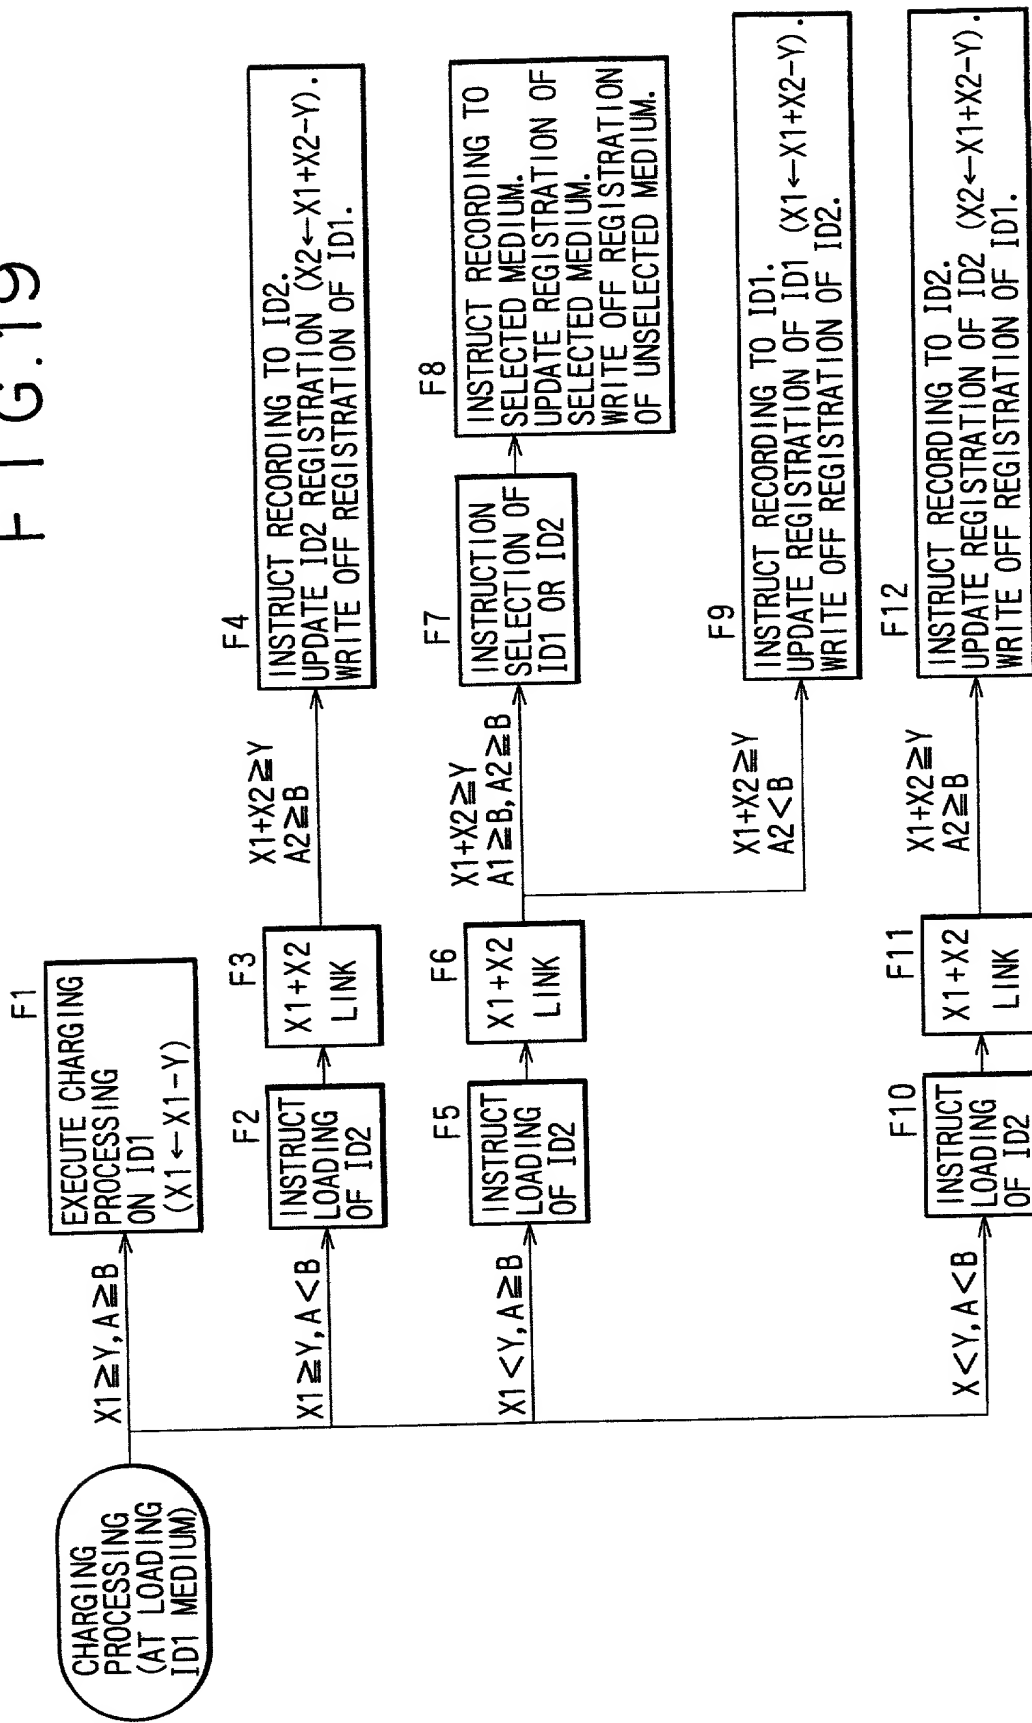 FIG.19
CHARGING
PROCESSING
(AT LOADING
ID1 MEDIUM)
X1≧Y, A≧B
F1
EXECUTE CHARGING
PROCESSING
ON ID1
(X1←X1-Y)
X1≧Y, A<B
F2
INSTRUCT
LOADING
OF ID2
F3
X1+X2
LINK
X1+X2≧Y
A2≧B
F4
INSTRUCT RECORDING TO ID2.
UPDATE ID2 REGISTRATION (X2←X1+X2-Y).
WRITE OFF REGISTRATION OF ID1.
X1<Y, A≧B
F5
INSTRUCT
LOADING
OF ID2
F6
X1+X2
LINK
X1+X2≧Y
A1≧B, A2≧B
F7
INSTRUCTION
SELECTION OF
ID1 OR ID2
F8
INSTRUCT RECORDING TO
SELECTED MEDIUM.
UPDATE REGISTRATION OF
SELECTED MEDIUM.
WRITE OFF REGISTRATION
OF UNSELECTED MEDIUM.
X1+X2≧Y
A2<B
F9
INSTRUCT RECORDING TO ID1.
UPDATE REGISTRATION OF ID1 (X1←X1+X2-Y).
WRITE OFF REGISTRATION OF ID2.
X<Y, A<B
F10
INSTRUCT
LOADING
OF ID2
F11
X1+X2
LINK
X1+X2≧Y
A2≧B
F12
INSTRUCT RECORDING TO ID2.
UPDATE REGISTRATION OF ID2 (X2←X1+X2-Y).
WRITE OFF REGISTRATION OF ID1.